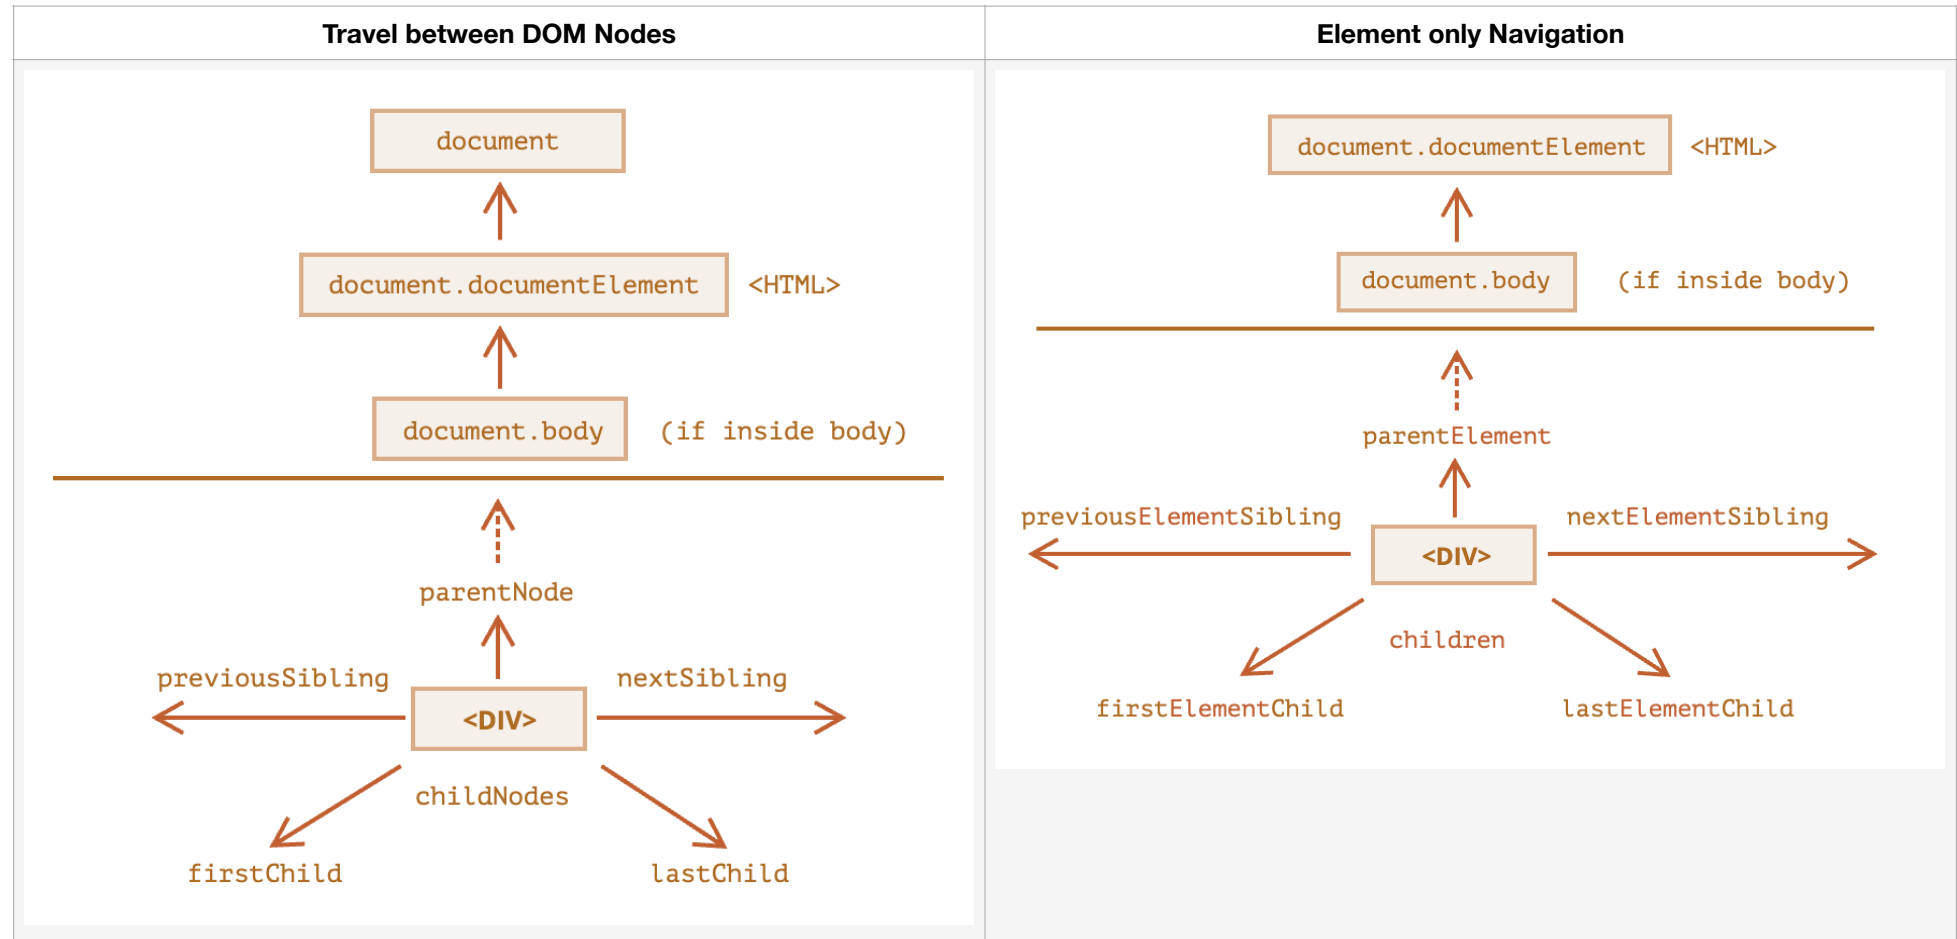 Travel between DOM Nodes
document
document.documentElement <HTML>
document.body (if inside body)
parentNode
previousSibling nextSibling
<DIV>
childNodes
firstChild lastChild
Element only Navigation
document.documentElement <HTML>
document.body (if inside body)
parentElement
previousElementSibling nextElementSibling
<DIV>
children
firstElementChild lastElementChild